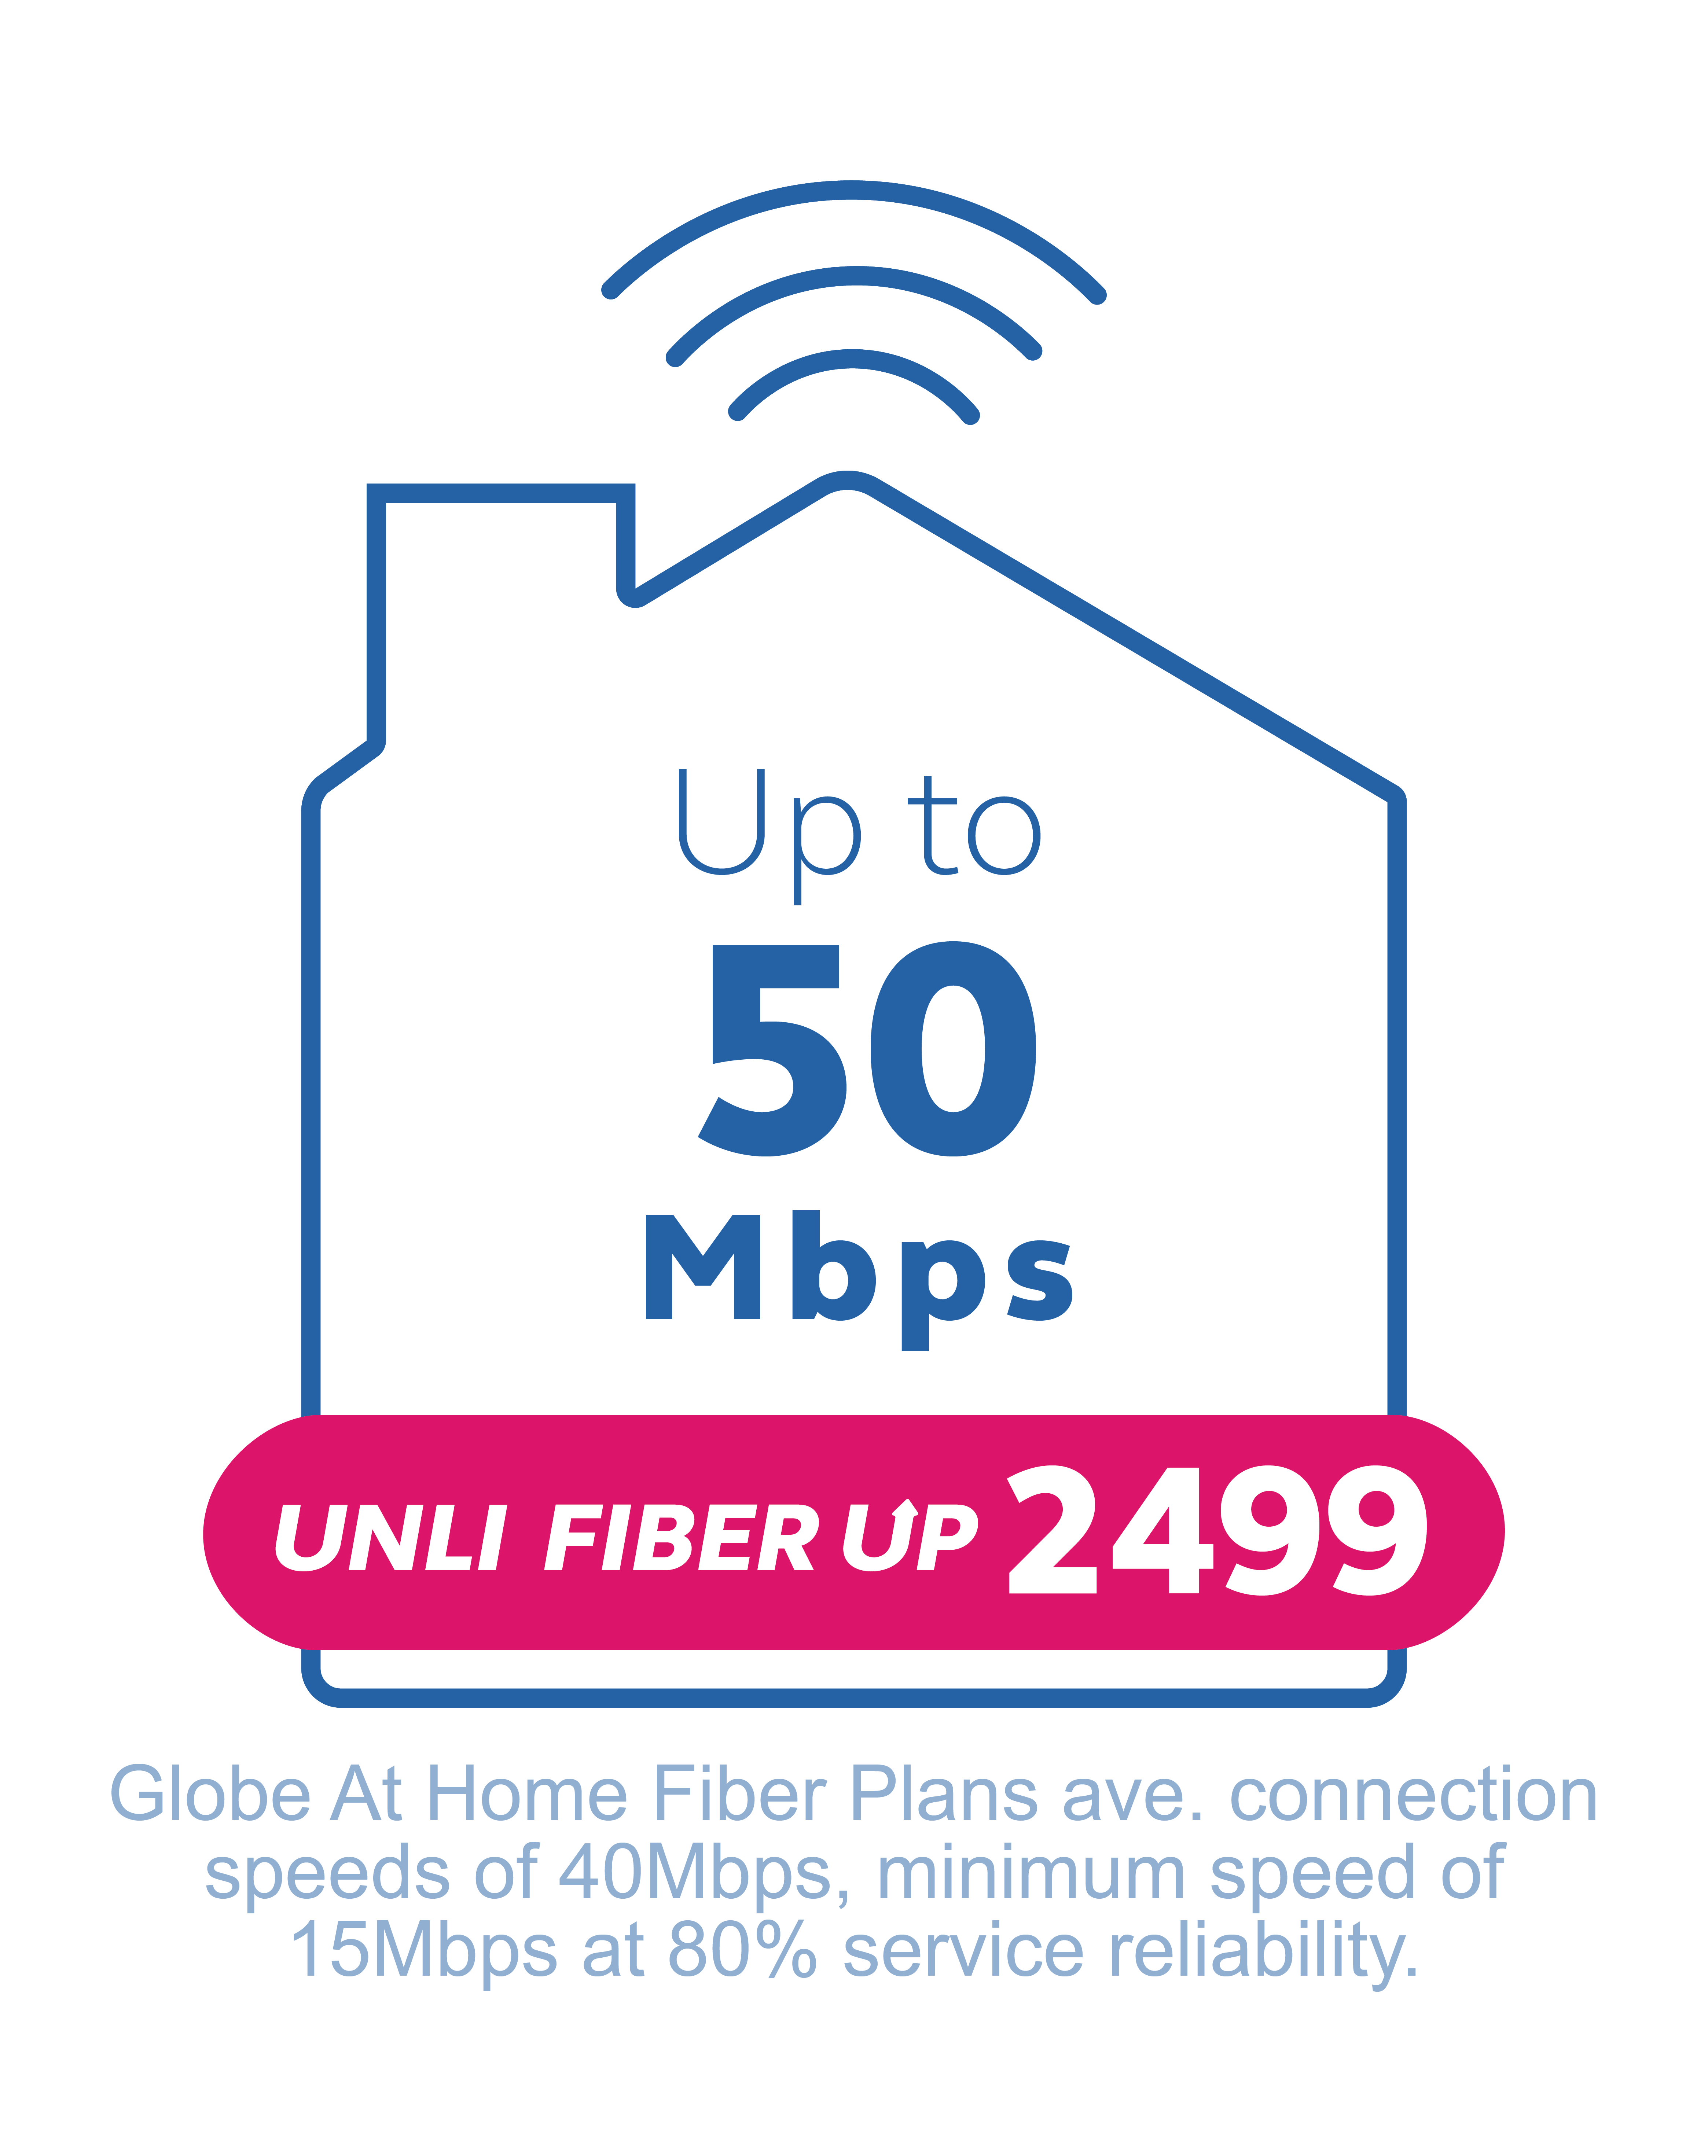 Up to
50
Mbps
UNLI FIBER UP 2499
Globe At Home Fiber Plans ave. connection
speeds of 40Mbps, minimum speed of
15Mbps at 80% service reliability.